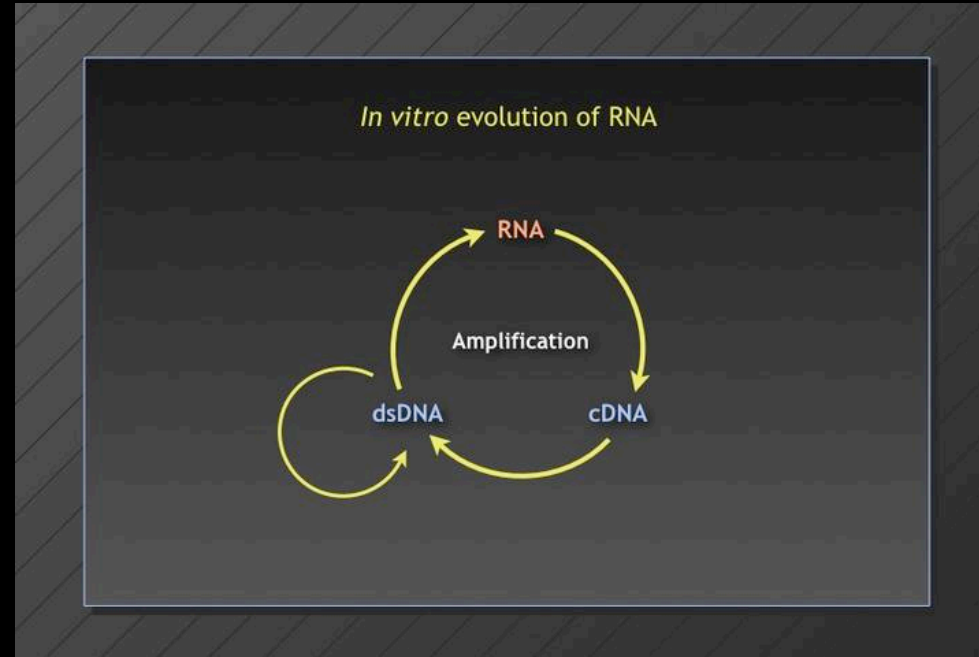 In vitro evolution of RNA
RNA
Amplification
dsDNA
cDNA